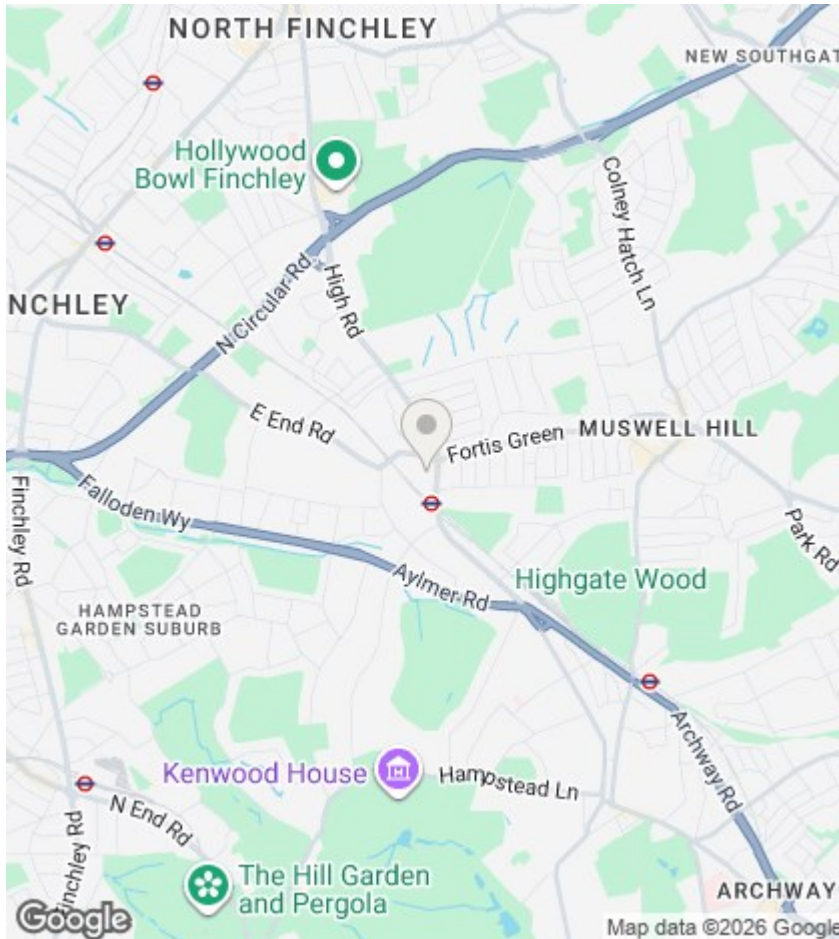 NORTH FINCHLEY
NEW SOUTHGAT
Hollywood
Bowl Finchley
Colney Hatch Ln
NCHLEY
N Circular Rd
High Rd
E End Rd
Fortis Green
MUSWELL HILL
Finchley Rd
Falloden Wy
Park Rd
Aylmer Rd
Highgate Wood
HAMPSTEAD
GARDEN SUBURB
Archway Rd
Kenwood House
Hampstead Ln
N End Rd
Finchley Rd
The Hill Garden
and Pergola
ARCHWAY
Google
Map data ©2026 Google